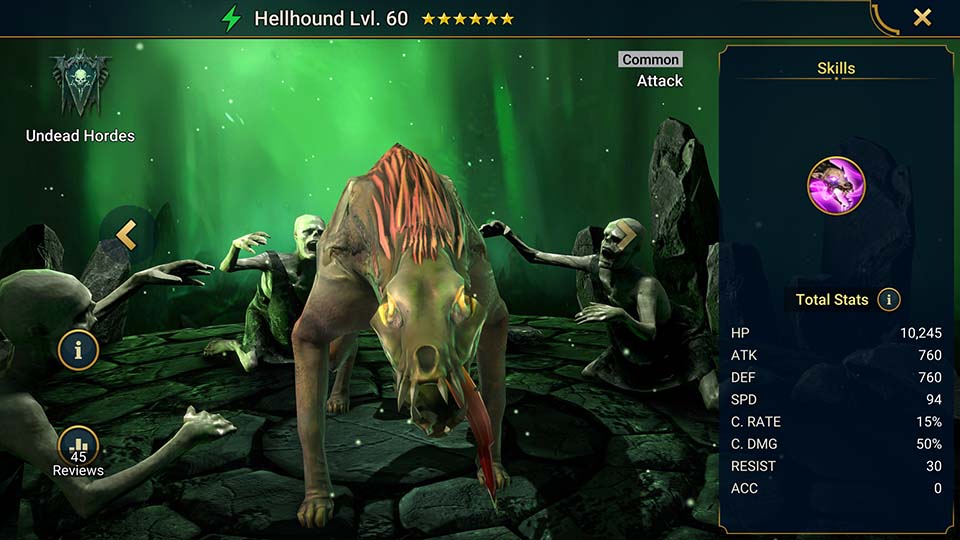 Hellhound Lvl. 60
Undead Hordes
Common
Attack
45
Reviews
Skills
Total Stats
HP 10,245
ATK 760
DEF 760
SPD 94
C. RATE 15%
C. DMG 50%
RESIST 30
ACC 0